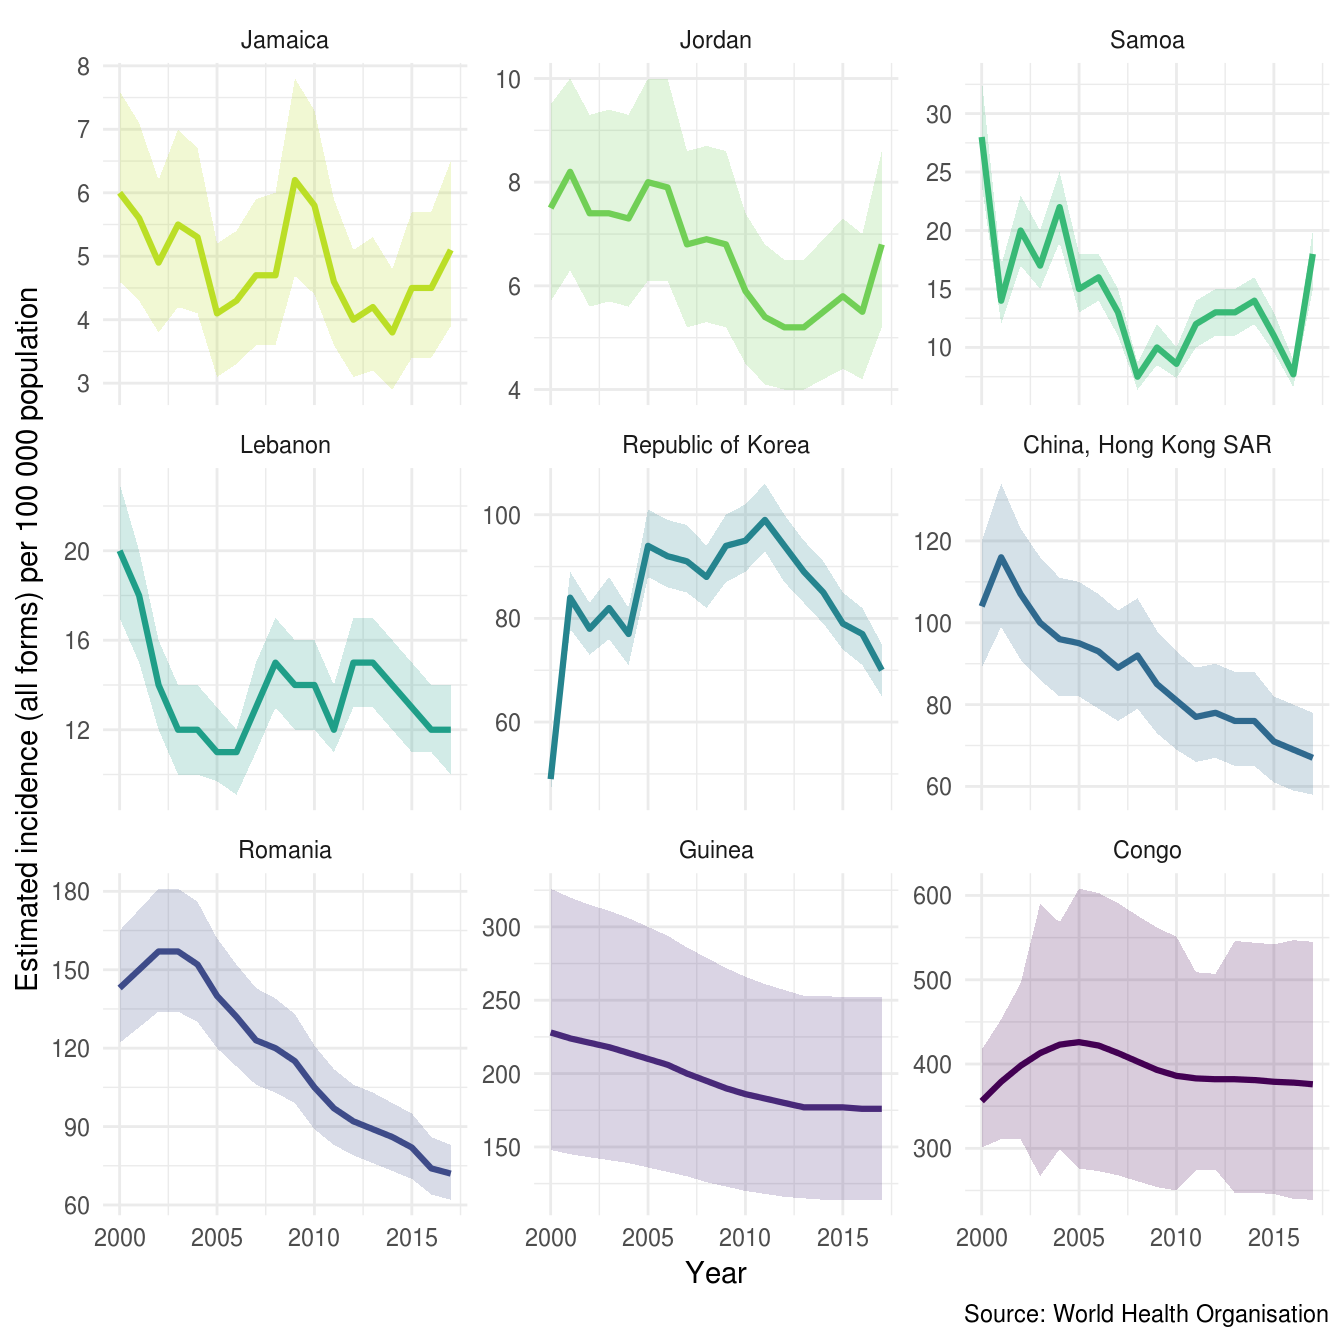 Jamaica
Jordan
Samoa
8
7
6
5
4
3
10
8
6
4
30
25
20
15
10
Lebanon
Republic of Korea
China, Hong Kong SAR
20
16
12
100
80
60
120
100
80
60
Romania
Guinea
Congo
180
150
120
90
60
300
250
200
150
600
500
400
300
2000 2005 2010 2015
2000 2005 2010 2015
2000 2005 2010 2015
Estimated incidence (all forms) per 100 000 population
Year
Source: World Health Organisation